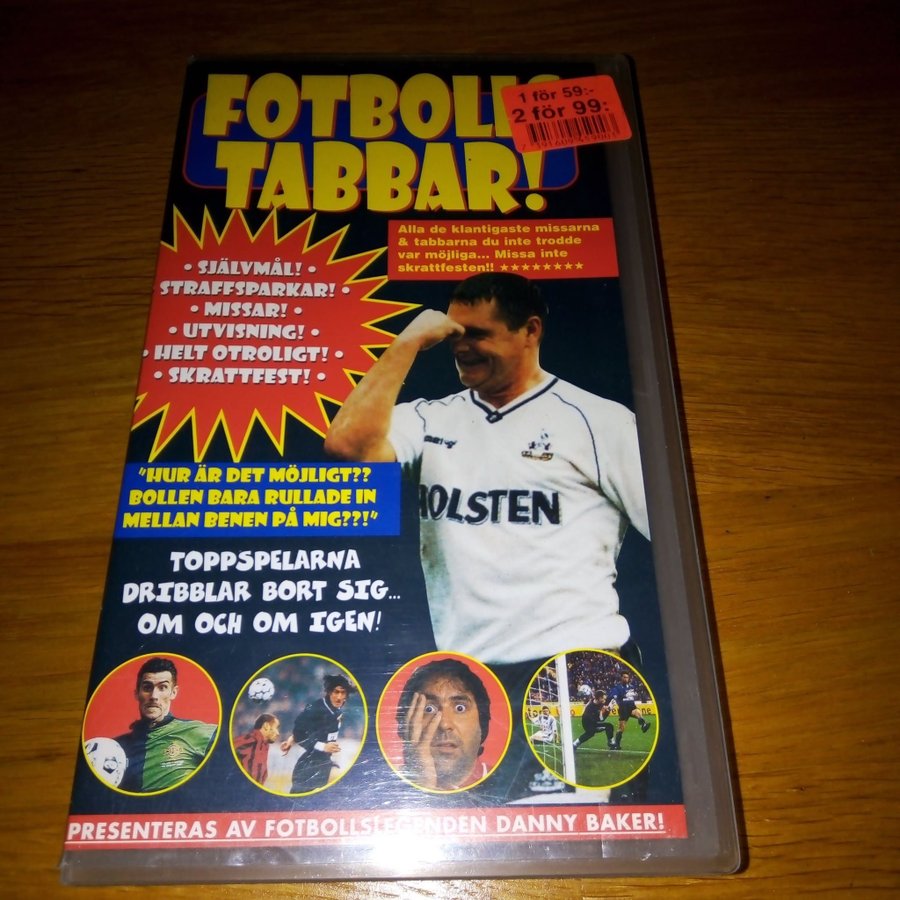 FOTBOLLS
TABBAR!
1 för 59:-
2 för 99:-
Alla de klantigaste missarna
& tabbarna du inte trodde
var möjliga... Missa inte
skrattfesten!! ★★★★★★★★
• SJÄLVMÅL! •
STRAFFSPARKAR! •
• MISSAR! •
• UTVISNING! •
• HELT OTROLIGT! •
• SKRATTFEST! •
"HUR ÄR DET MÖJLIGT??
BOLLEN BARA RULLADE IN
MELLAN BENEN PÅ MIG??!"
HOLSTEN
TOPPSPELARNA
DRIBBLAR BORT SIG...
OM OCH OM IGEN!
PRESENTERAS AV FOTBOLLSLEGENDEN DANNY BAKER!